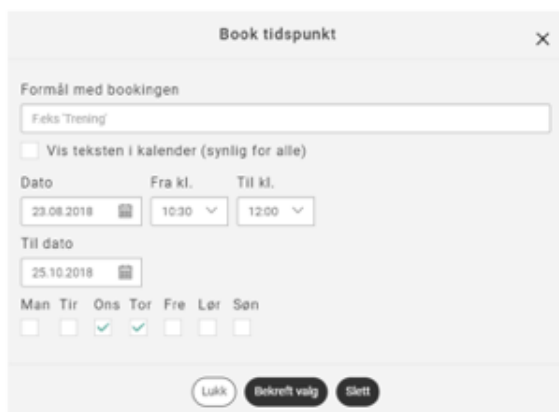 Book tidspunkt
Formål med bookingen
F.eks 'Trening'
Vis teksten i kalender (synlig for alle)
Dato Fra kl. Til kl.
23.08.2018 10:30 12:00
Til dato
25.10.2018
Man Tir Ons Tor Fre Lør Søn
Lukk Bekreft valg Slett